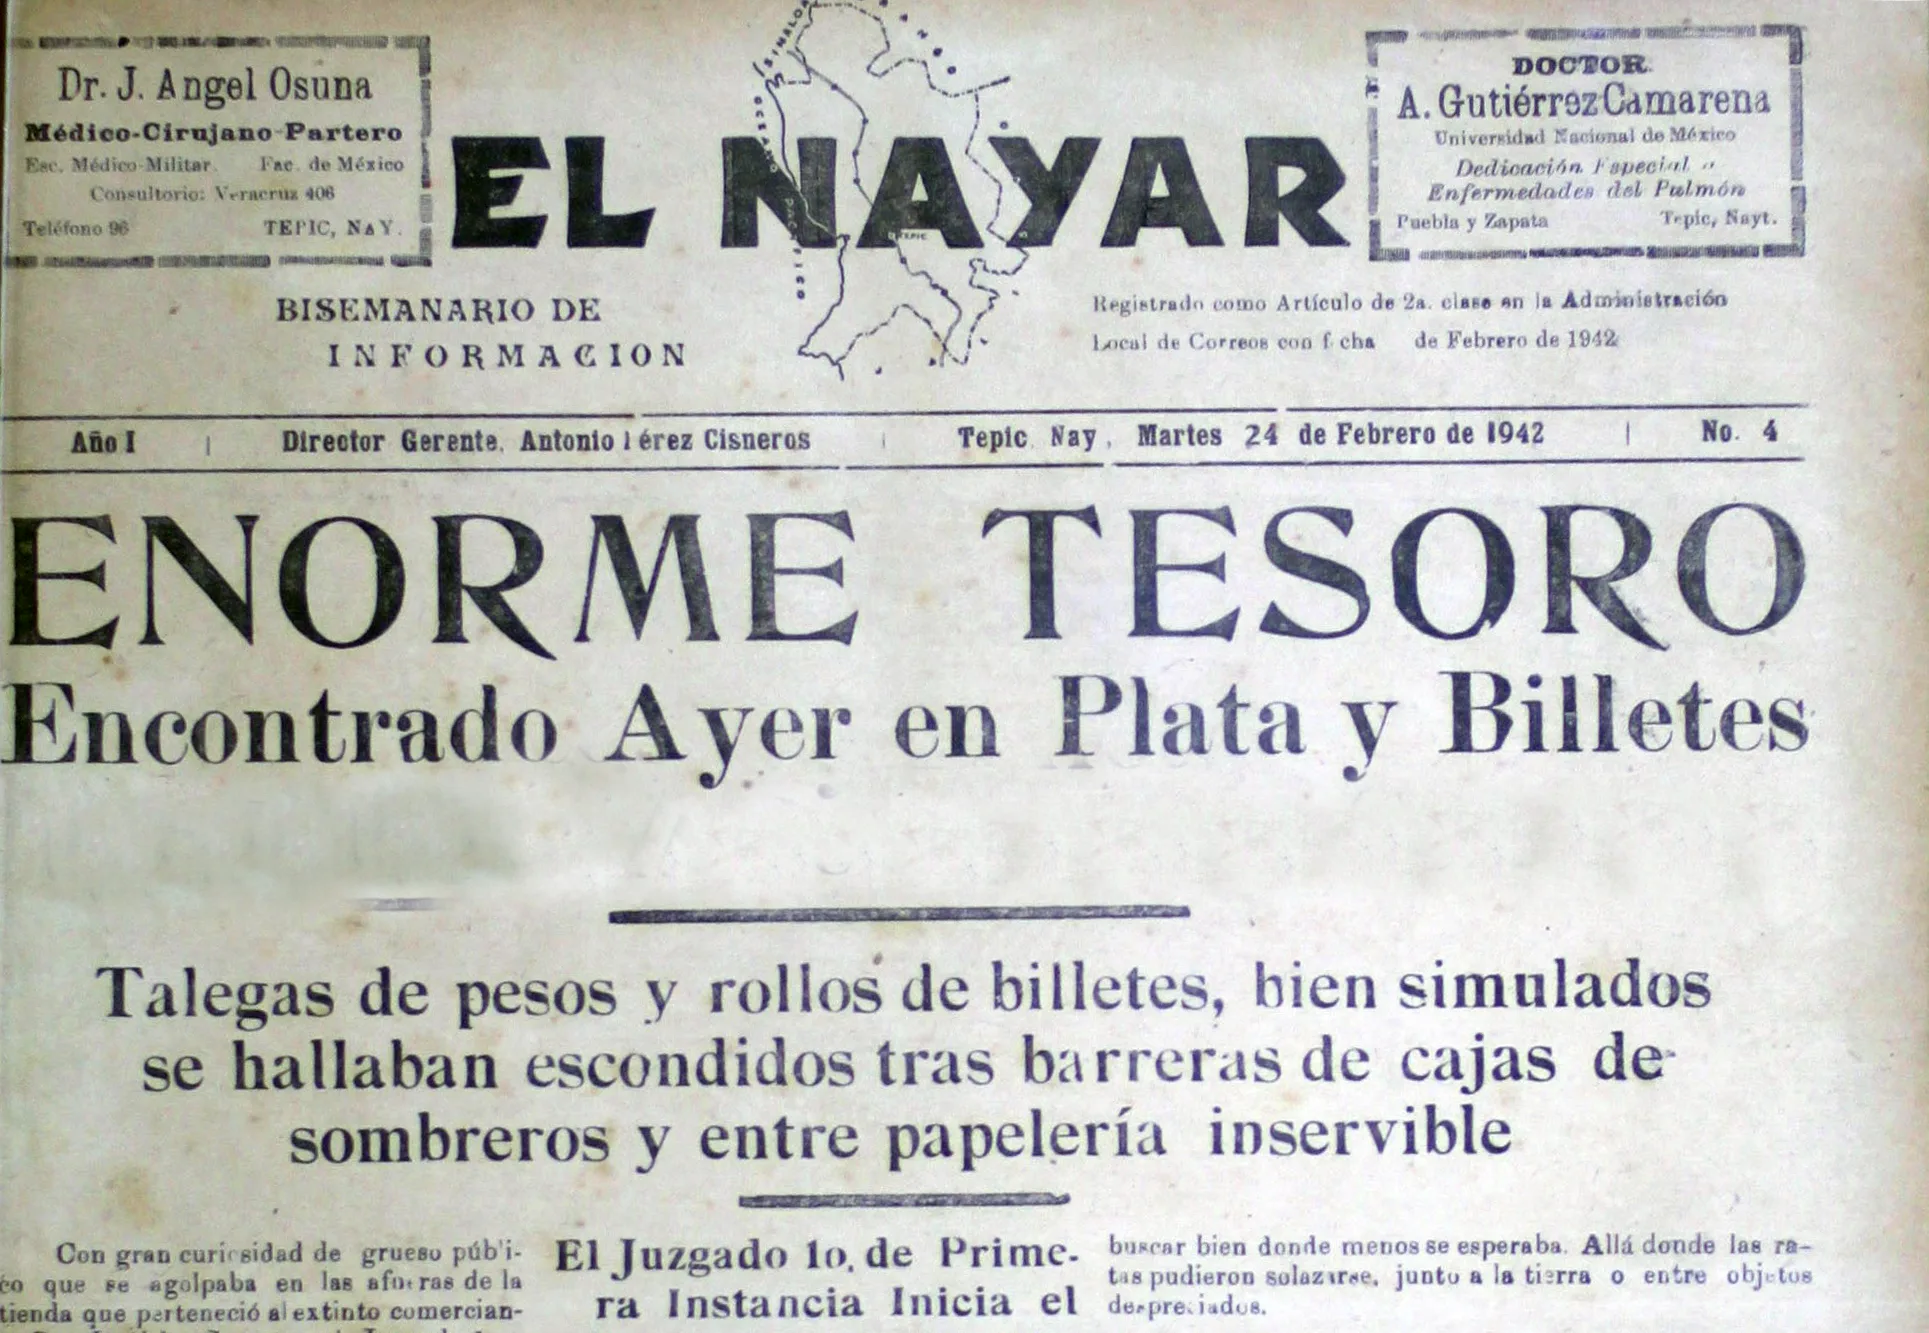 Dr. J. Angel Osuna
Médico-Cirujano-Partero
Esc. Médico-Militar. Fac. de México
Consultorio: Veracruz 406
Teléfono 96 TEPIC, NAY.
EL NAYAR
SINALOA
OCEANO PACIFICO
TEPIC
DOCTOR
A. Gutiérrez Camarena
Universidad Nacional de México
Dedicación Especial a
Enfermedades del Pulmón
Puebla y Zapata Tepic, Nayt.
BISEMANARIO DE
INFORMACION
Registrado como Artículo de 2a. clase en la Administración
Local de Correos con fecha de Febrero de 1942
Año I | Director Gerente, Antonio Pérez Cisneros | Tepic Nay, Martes 24 de Febrero de 1942 | No. 4
ENORME TESORO
Encontrado Ayer en Plata y Billetes
Talegas de pesos y rollos de billetes, bien simulados
se hallaban escondidos tras barreras de cajas de
sombreros y entre papelería inservible
Con gran curiosidad de grueso públi-
co que se agolpaba en las afueras de la
tienda que perteneció al extinto comercian-
El Juzgado 1o. de Prime-
ra Instancia Inicia el
buscar bien donde menos se esperaba. Allá donde las ra-
tas pudieron solazarse, junto a la tierra o entre objetos
despreciados.